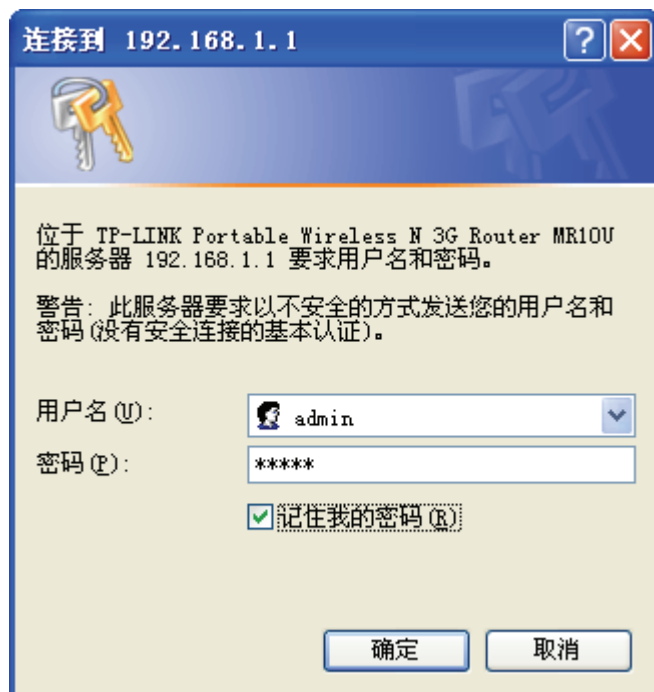 连接到 192.168.1.1
位于 TP-LINK Portable Wireless N 3G Router MR10U
的服务器 192.168.1.1 要求用户名和密码。
警告: 此服务器要求以不安全的方式发送您的用户名和
密码(没有安全连接的基本认证)。
用户名(U):
admin
密码(P):
*****
记住我的密码(R)
确定
取消